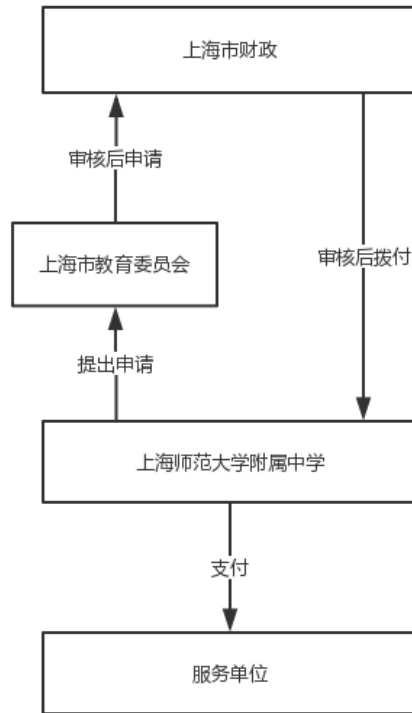 上海市财政
审核后申请
上海市教育委员会
审核后拨付
提出申请
上海师范大学附属中学
支付
服务单位